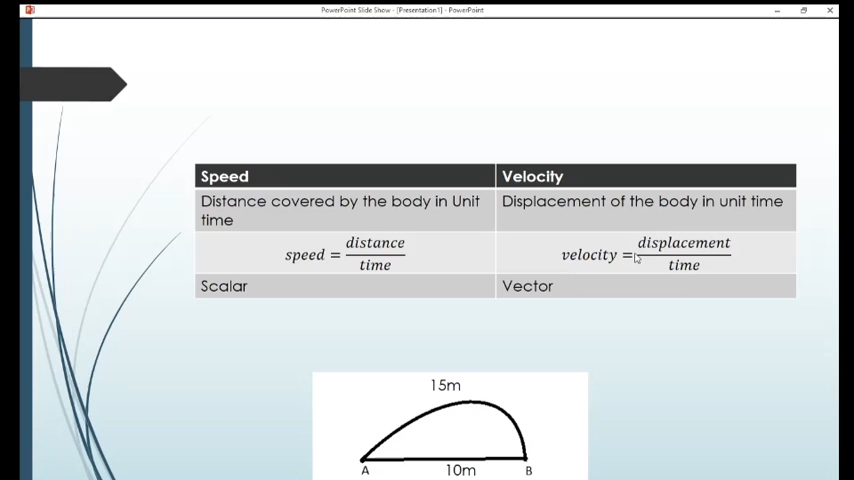 PowerPoint Slide Show - [Presentation1] - PowerPoint
Speed
Velocity
Distance covered by the body in Unit
time
Displacement of the body in unit time
speed = distance/time
velocity = displacement/time
Scalar
Vector
15m
A
10m
B